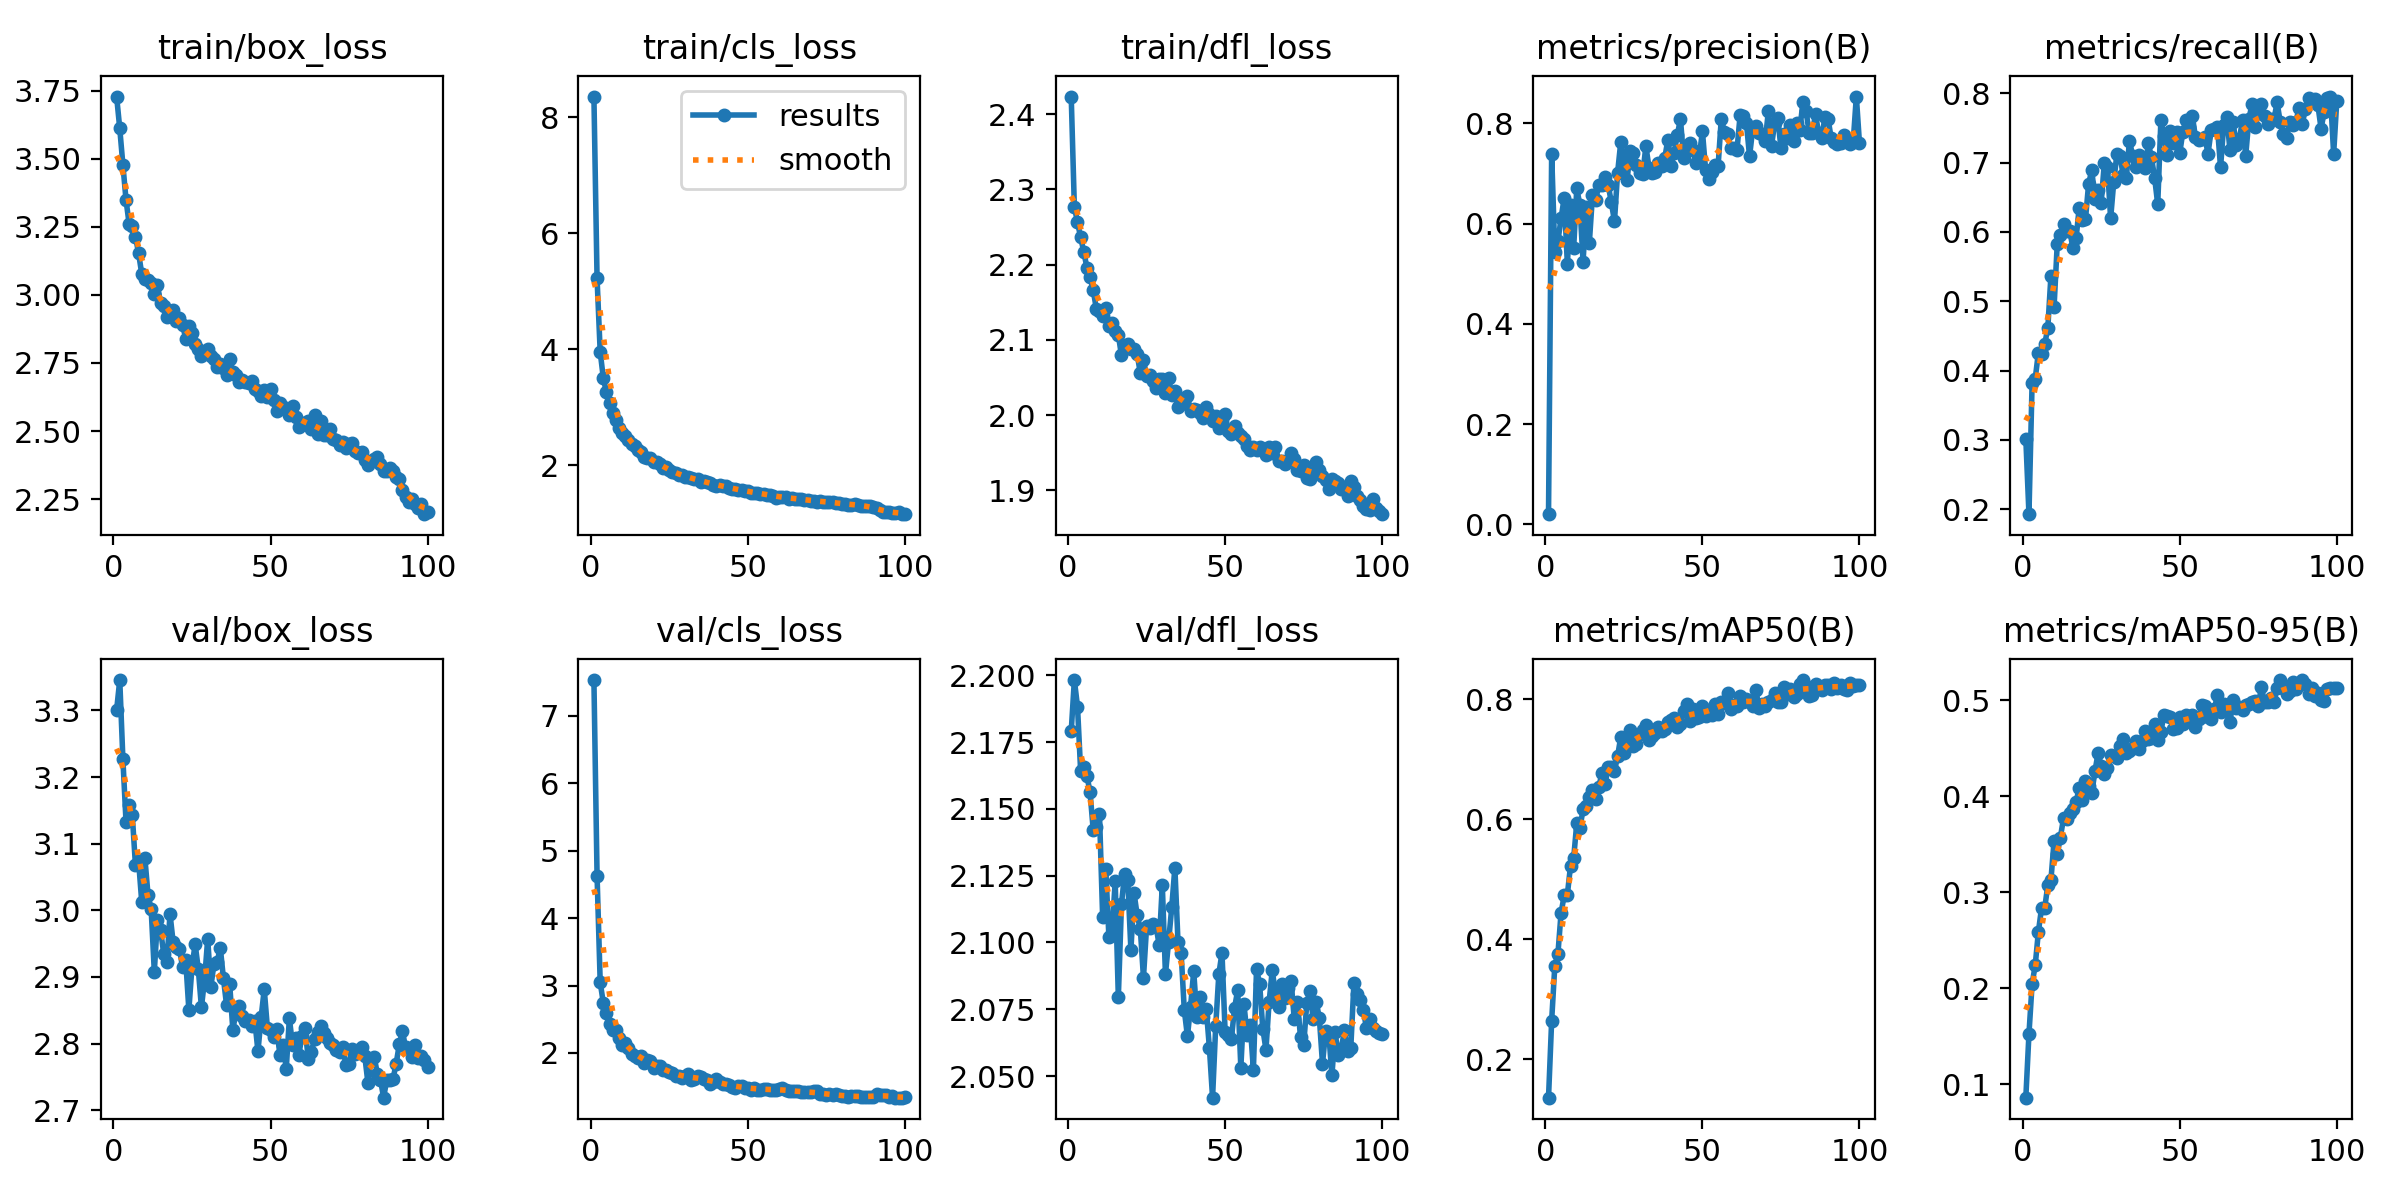 train/box_loss
3.75
3.50
3.25
3.00
2.75
2.50
2.25
0 50 100
train/cls_loss
results
smooth
8
6
4
2
0 50 100
train/dfl_loss
2.4
2.3
2.2
2.1
2.0
1.9
0 50 100
metrics/precision(B)
0.8
0.6
0.4
0.2
0.0
0 50 100
metrics/recall(B)
0.8
0.7
0.6
0.5
0.4
0.3
0.2
0 50 100
val/box_loss
3.3
3.2
3.1
3.0
2.9
2.8
2.7
0 50 100
val/cls_loss
7
6
5
4
3
2
0 50 100
val/dfl_loss
2.200
2.175
2.150
2.125
2.100
2.075
2.050
0 50 100
metrics/mAP50(B)
0.8
0.6
0.4
0.2
0 50 100
metrics/mAP50-95(B)
0.5
0.4
0.3
0.2
0.1
0 50 100